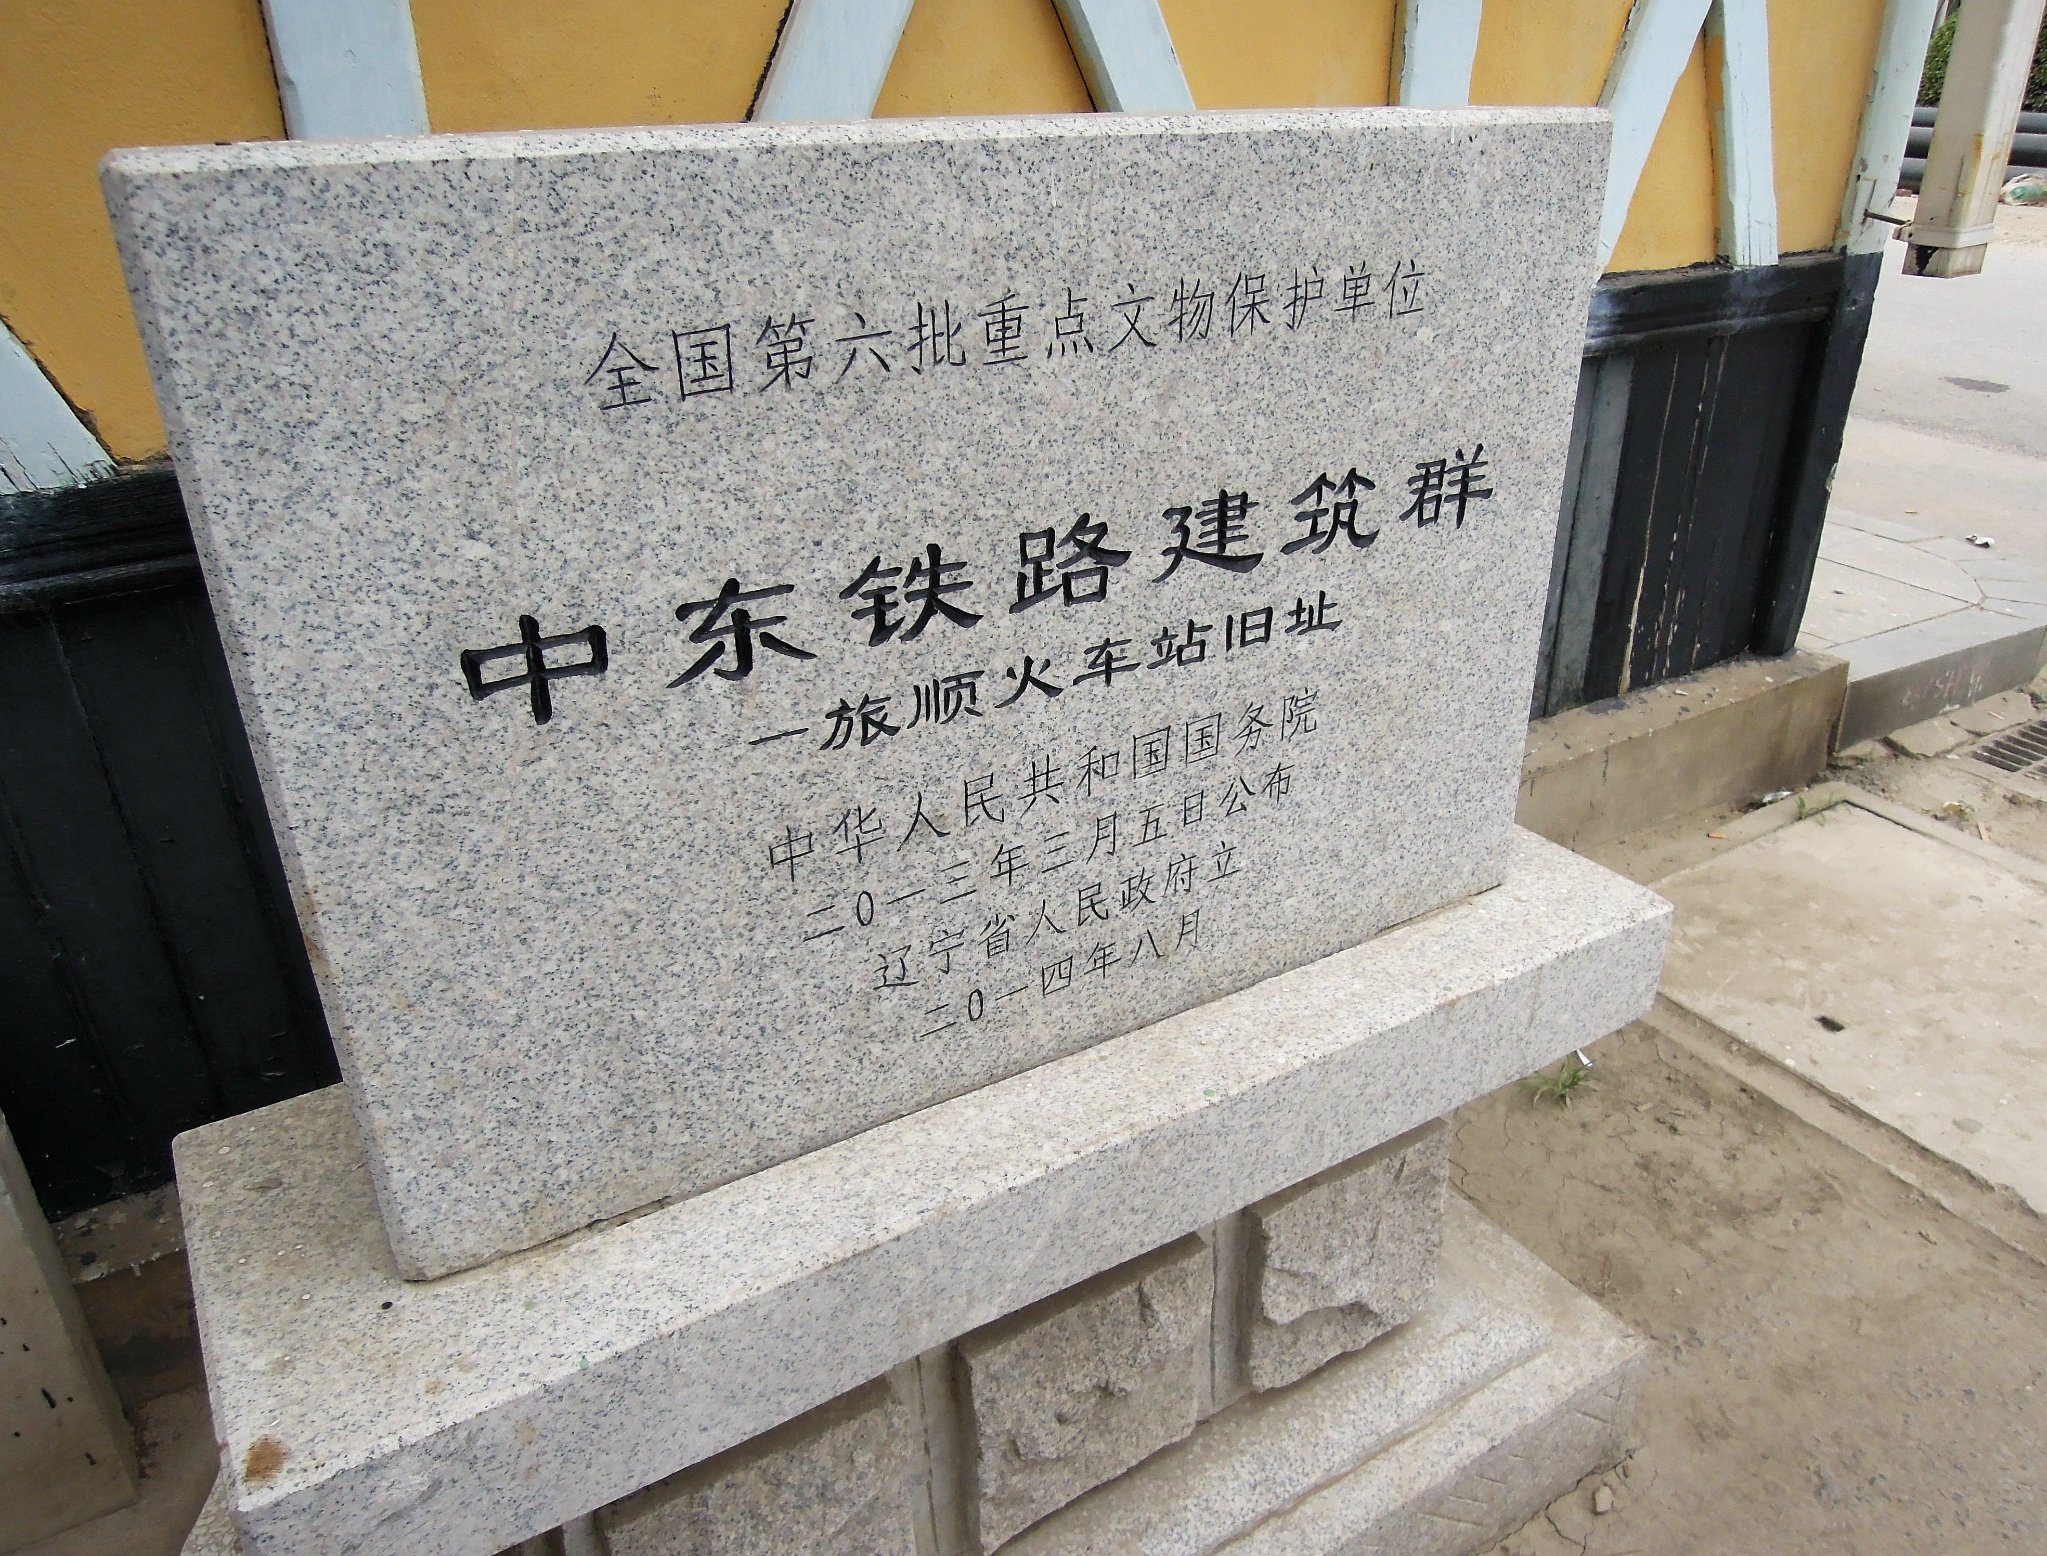 全国第六批重点文物保护单位
中东铁路建筑群
一旅顺火车站旧址
中华人民共和国国务院
二0一三年三月五日公布
辽宁省人民政府立
二0一四年八月